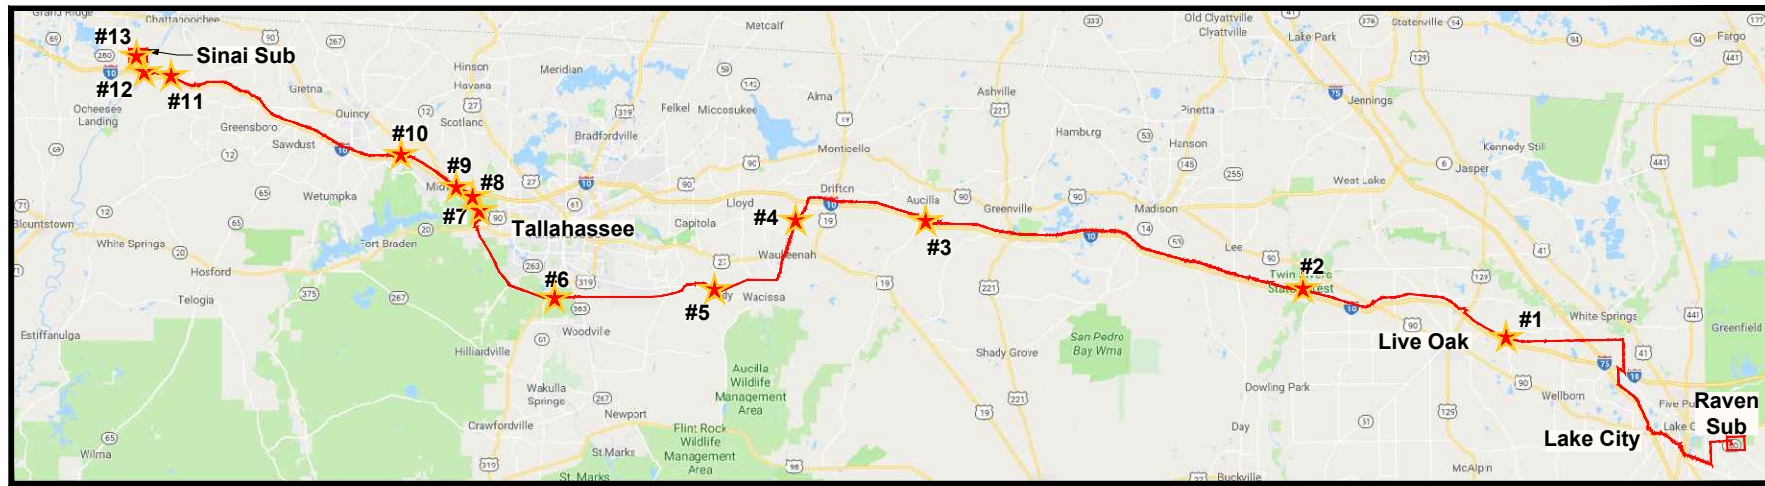 Grand Ridge
Chattahoochee
Metcalf
Old Clyattville
Clyattville
Statenville
Fargo
Lake Park
#13
Sinai Sub
#12
#11
Hinson
Havana
Meridian
Gretna
Quincy
Scotland
Felkel
Miccosukee
Alma
Ashville
Pinetta
Jennings
Ocheesee
Landing
Greensboro
Sawdust
#10
Bradfordville
Monticello
Hamburg
Hanson
Kennedy Still
Jasper
West Lake
#9
#8
#7
Wetumpka
Lloyd
Aucilla
Greenville
Madison
Blountstown
Capitola
#4
#3
Tallahassee
White Springs
Fort Braden
Hosford
Waukeenah
Lee
Telogia
#6
#5
Wacissa
#2
Woodville
Estiffanulga
Hilliardville
San Pedro
Bay Wma
Shady Grove
#1
White Springs
Greenfield
Live Oak
Aucilla
Wildlife
Management
Area
Wakulla
Springs
Newport
Crawfordville
Dowling Park
Wellborn
Raven
Sub
Lake City
Flint Rock
Wildlife
Management
Area
Day
Wilma
St. Marks
St. Marks
McAlpin
Buckville